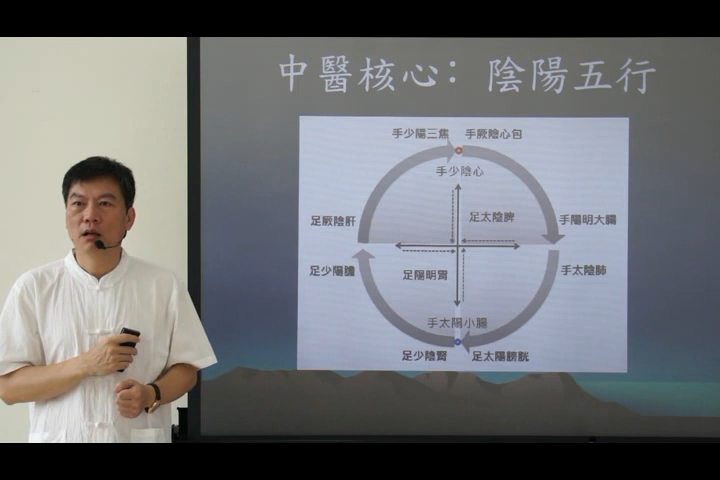 中醫核心：陰陽五行
手少陽三焦 手厥陰心包
手少陰心
足厥陰肝 足太陰脾 手陽明大腸
足少陽膽 足陽明胃 手太陰肺
手太陽小腸
足少陰腎 足太陽膀胱